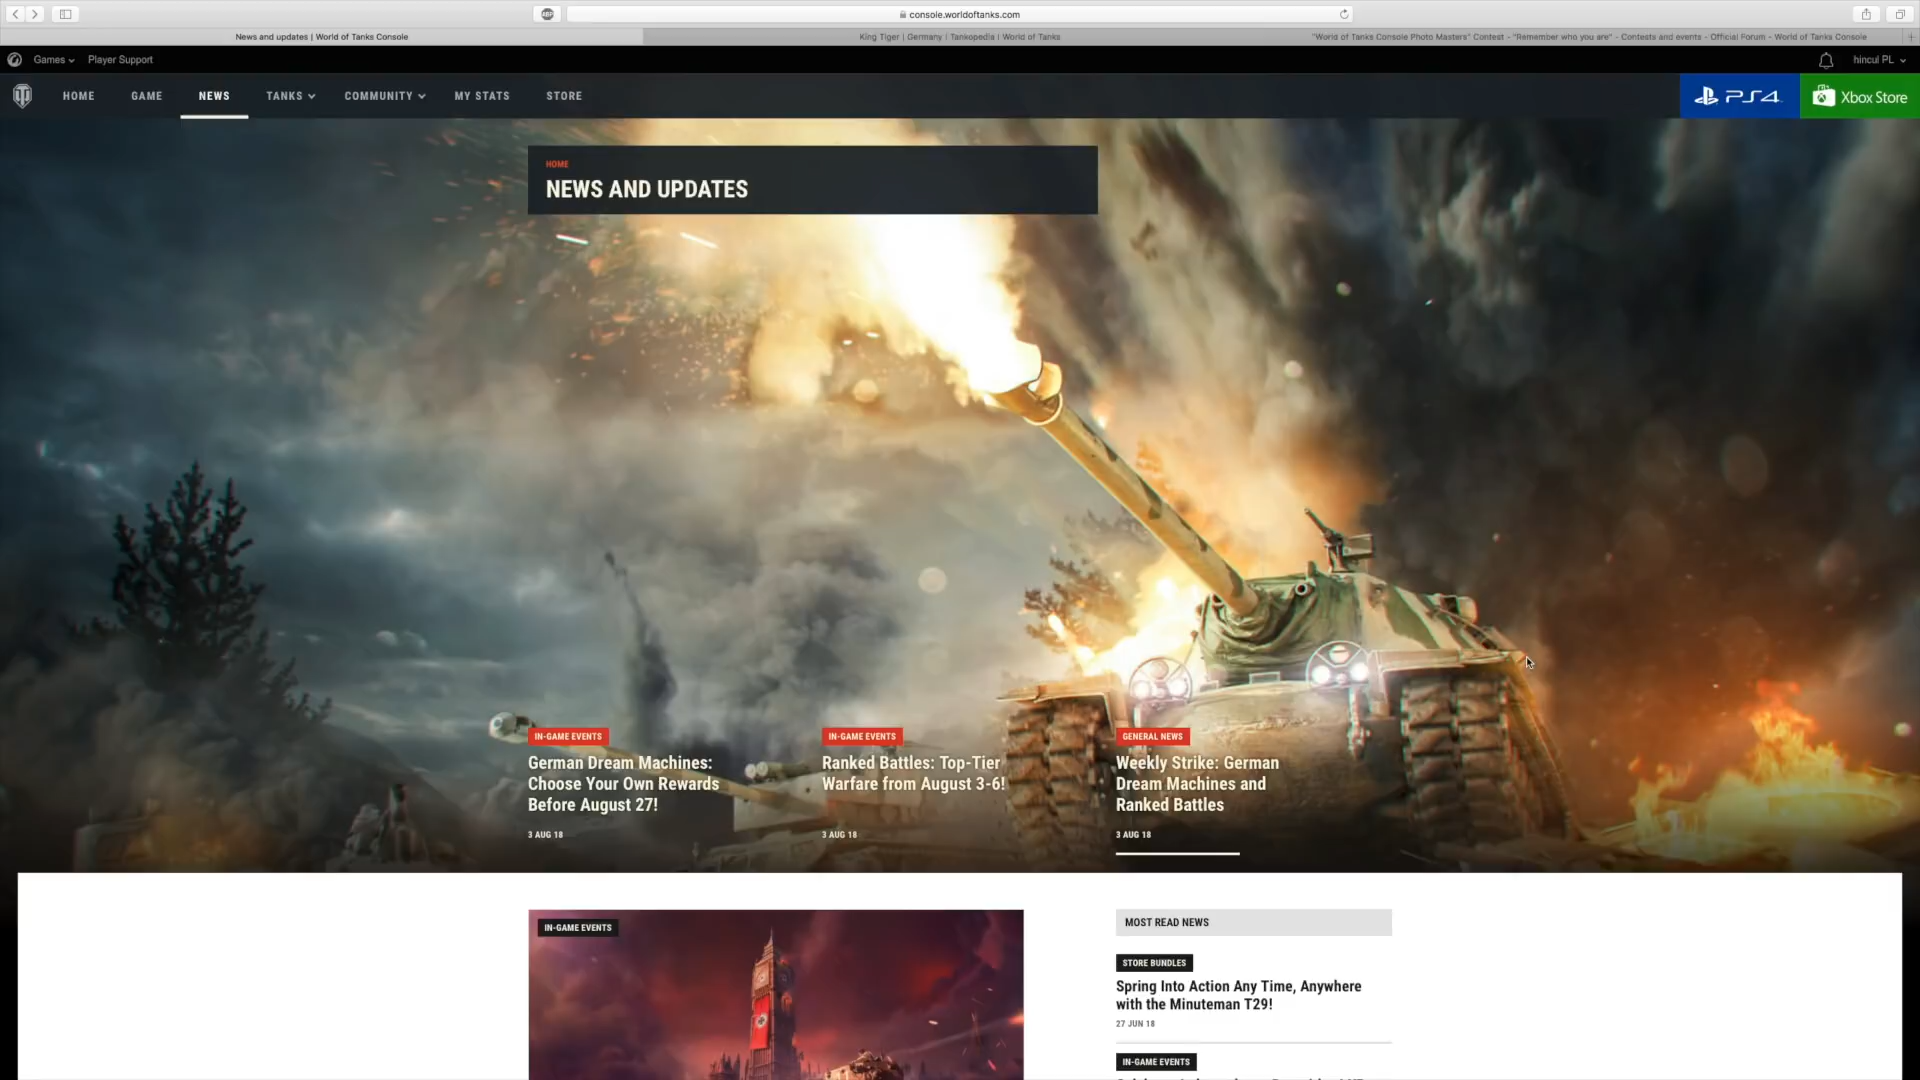 console.worldoftanks.com
News and updates | World of Tanks Console
King Tiger | Germany | Tankopedia | World of Tanks
"World of Tanks Console Photo Masters" Contest - "Remember who you are" - Contests and events - Official Forum - World of Tanks Console
Games
Player Support
hincul PL
HOME
GAME
NEWS
TANKS
COMMUNITY
MY STATS
STORE
PS4
Xbox Store
HOME
NEWS AND UPDATES
IN-GAME EVENTS
German Dream Machines:
Choose Your Own Rewards
Before August 27!
3 AUG 18
IN-GAME EVENTS
Ranked Battles: Top-Tier
Warfare from August 3-6!
3 AUG 18
GENERAL NEWS
Weekly Strike: German
Dream Machines and
Ranked Battles
3 AUG 18
IN-GAME EVENTS
MOST READ NEWS
STORE BUNDLES
Spring Into Action Any Time, Anywhere
with the Minuteman T29!
27 JUN 18
IN-GAME EVENTS